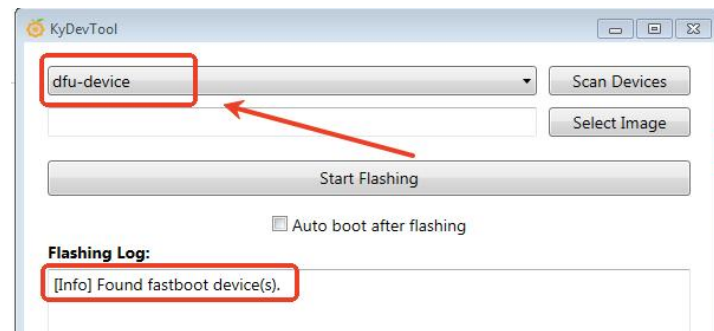 KyDevTool
dfu-device
Scan Devices
Select Image
Start Flashing
Auto boot after flashing
Flashing Log:
[Info] Found fastboot device(s).